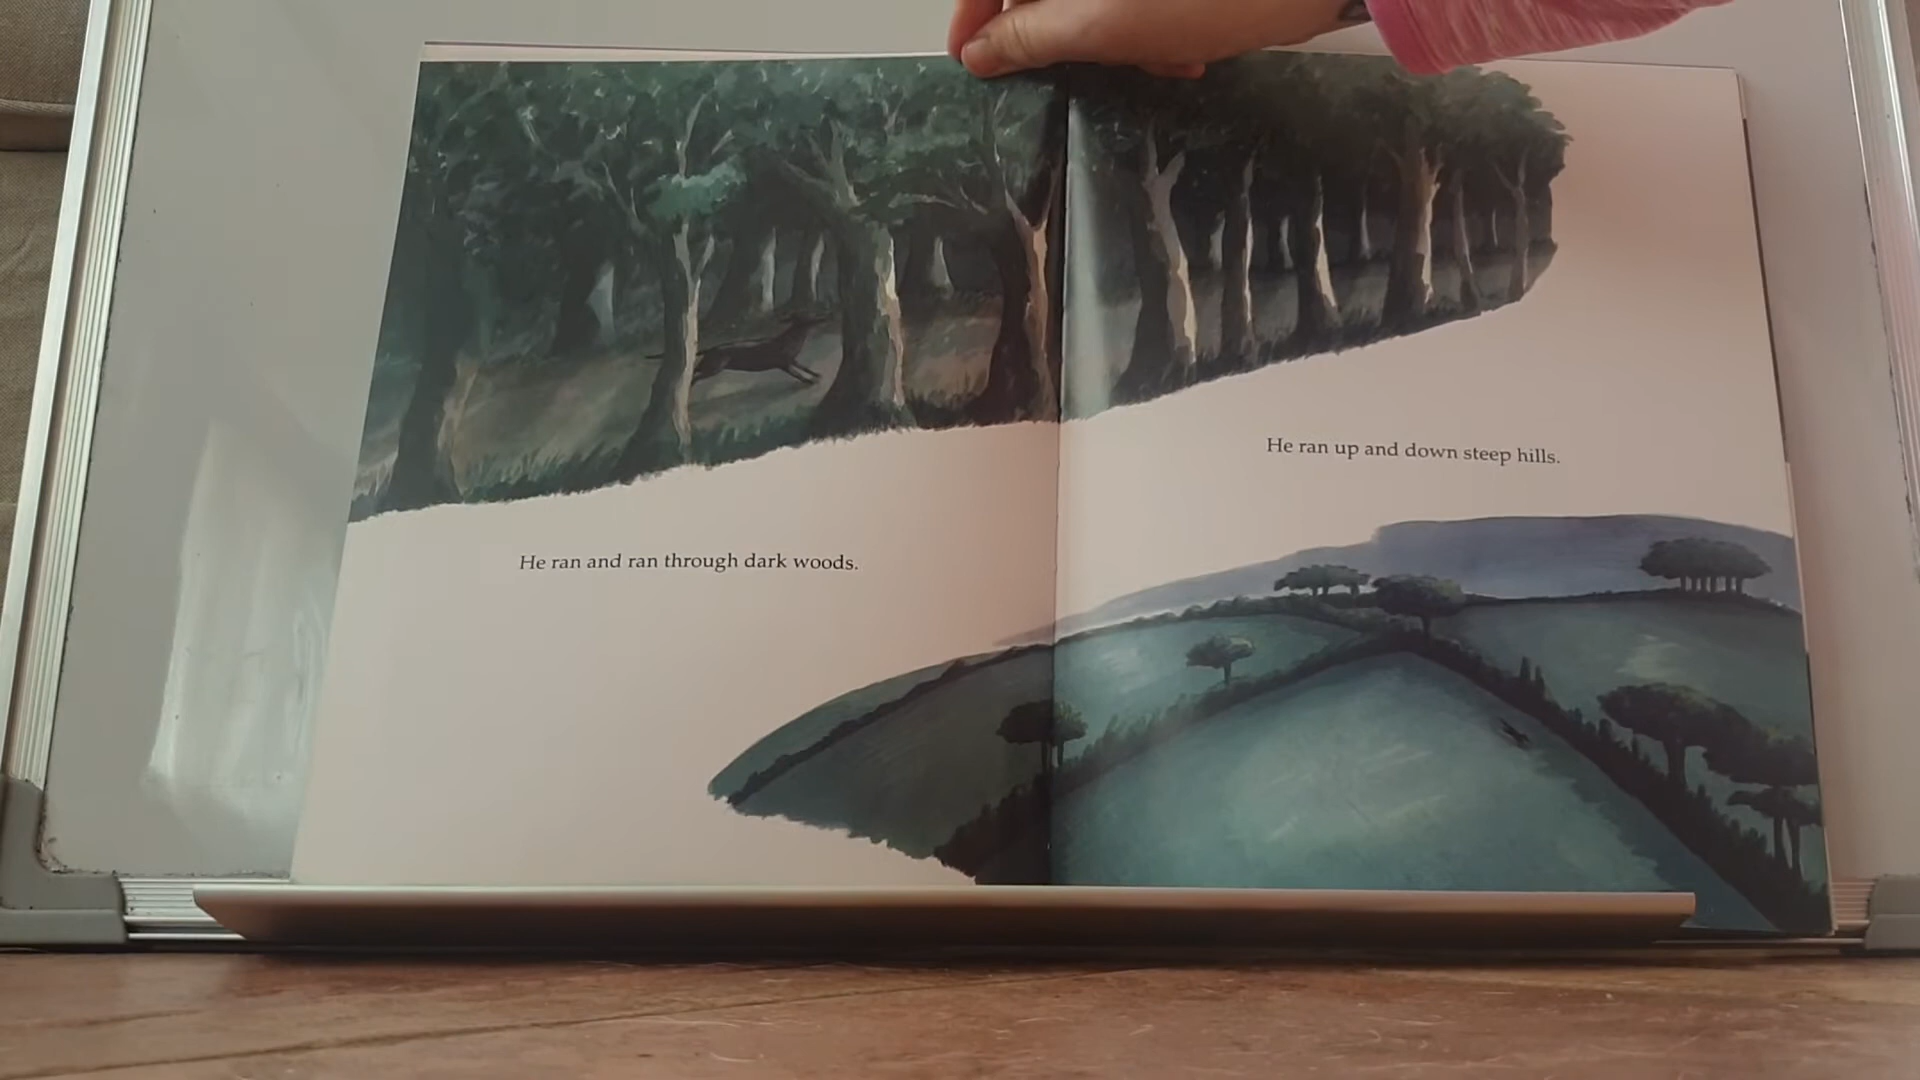 He ran and ran through dark woods.
He ran up and down steep hills.